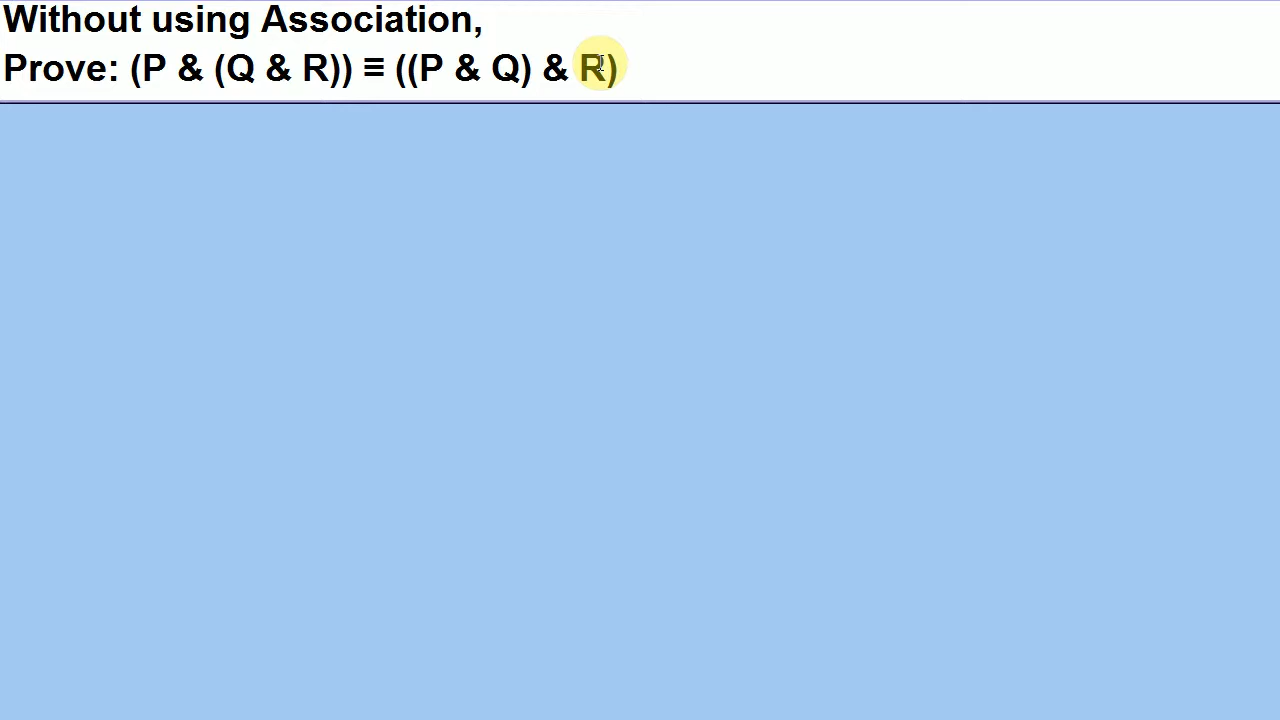 Without using Association,
Prove: (P & (Q & R)) ≡ ((P & Q) & R)